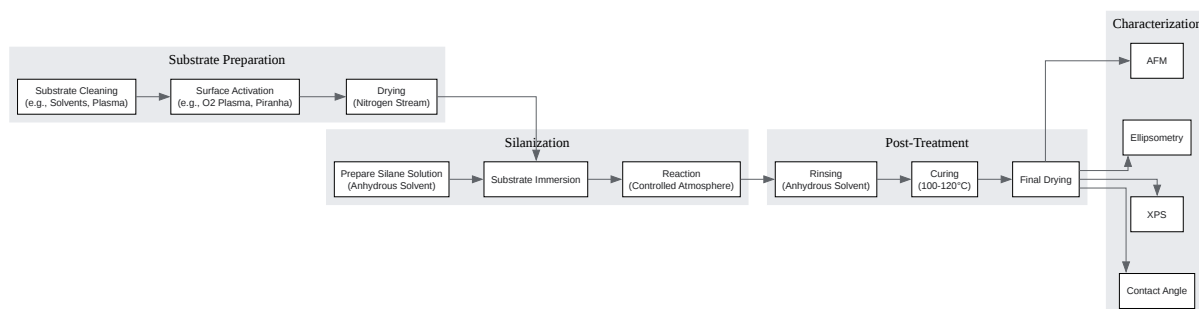 Substrate Preparation
Substrate Cleaning
(e.g., Solvents, Plasma)
Surface Activation
(e.g., O2 Plasma, Piranha)
Drying
(Nitrogen Stream)
Silanization
Prepare Silane Solution
(Anhydrous Solvent)
Substrate Immersion
Reaction
(Controlled Atmosphere)
Post-Treatment
Rinsing
(Anhydrous Solvent)
Curing
(100-120°C)
Final Drying
Characterization
AFM
Ellipsometry
XPS
Contact Angle